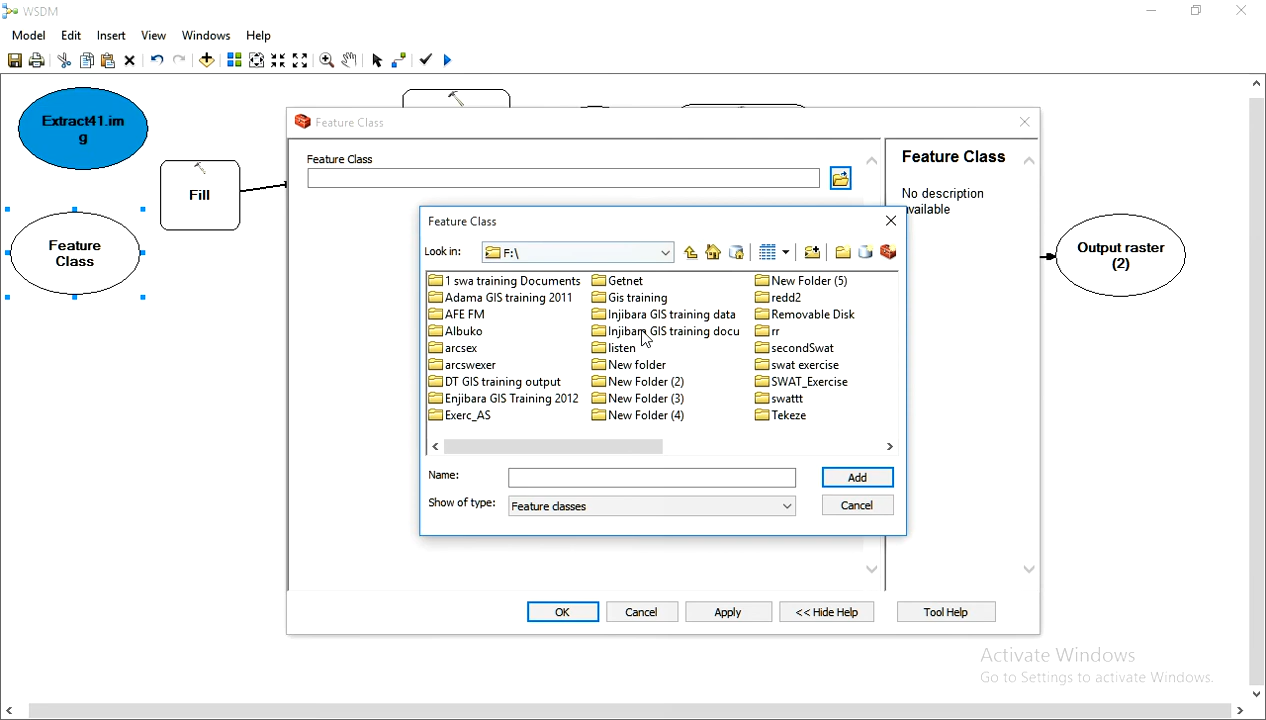 WSDM
Model Edit Insert View Windows Help
Extract41.im
g
Fill
Feature
Class
Output raster
(2)
Feature Class
Feature Class
Feature Class
No description
vailable
Feature Class
Look in: F:\
1 swa training Documents Getnet New Folder (5)
Adama GIS training 2011 Gis training redd2
AFE FM Injibara GIS training data Removable Disk
Albuko Injibara GIS training docu rr
arcsex listen secondSwat
arcswexer New folder swat exercise
DT GIS training output New Folder (2) SWAT_Exercise
Enjibara GIS Training 2012 New Folder (3) swattt
Exerc_AS New Folder (4) Tekeze
Name: Add
Show of type: Feature classes Cancel
OK Cancel Apply << Hide Help Tool Help
Activate Windows
Go to Settings to activate Windows.